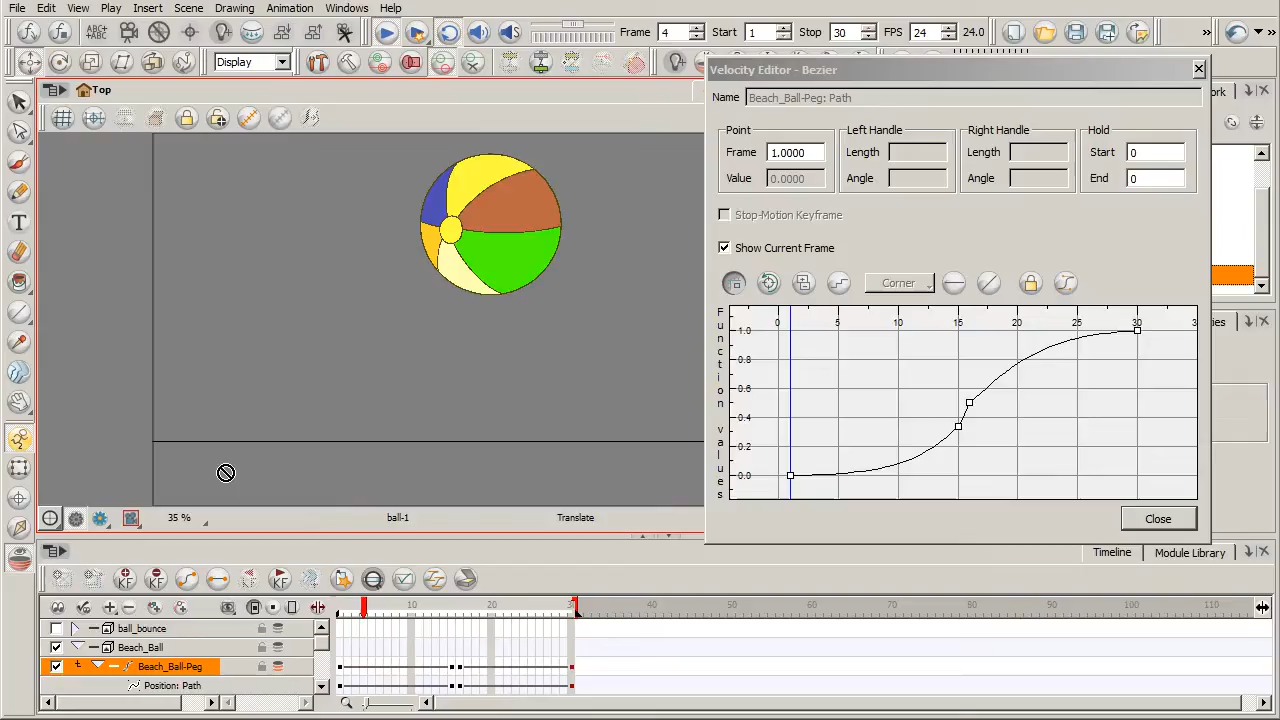 File Edit View Play Insert Scene Drawing Animation Windows Help ball
Frame 4 Start 1 Stop 30 FPS 24 24.0
Display
Velocity Editor - Bezier
Top
Name Beach_Ball-Peg: Path
Point Left Handle Right Handle Hold
Frame 1.0000 Length Length Start 0
Value 0.0000 Angle Angle End 0
Stop-Motion Keyframe
Show Current Frame
Corner
Function values
0 5 10 15 20 25 30
1.0
0.8
0.6
0.4
0.2
0.0
Close
35 % ball-1 Translate
Timeline Module Library
10 20 30 40 50 60 70 80 90 100 110
ball_bounce
Beach_Ball
Beach_Ball-Peg
Position: Path